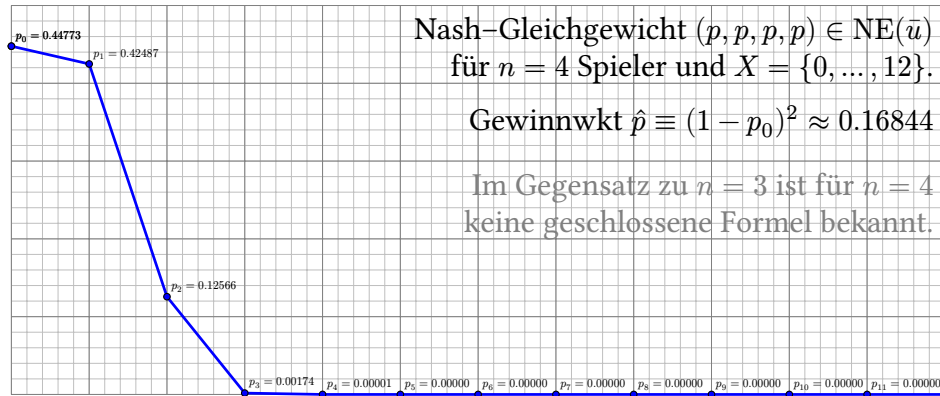 Nash–Gleichgewicht (p, p, p, p) ∈ NE(ū)
für n = 4 Spieler und X = {0, ..., 12}.
Gewinnwkt p̂ ≡ (1 − p₀)² ≈ 0.16844
Im Gegensatz zu n = 3 ist für n = 4
keine geschlossene Formel bekannt.
p₀ = 0.44773
p₁ = 0.42487
p₂ = 0.12566
p₃ = 0.00174
p₄ = 0.00001
p₅ = 0.00000
p₆ = 0.00000
p₇ = 0.00000
p₈ = 0.00000
p₉ = 0.00000
p₁₀ = 0.00000
p₁₁ = 0.00000